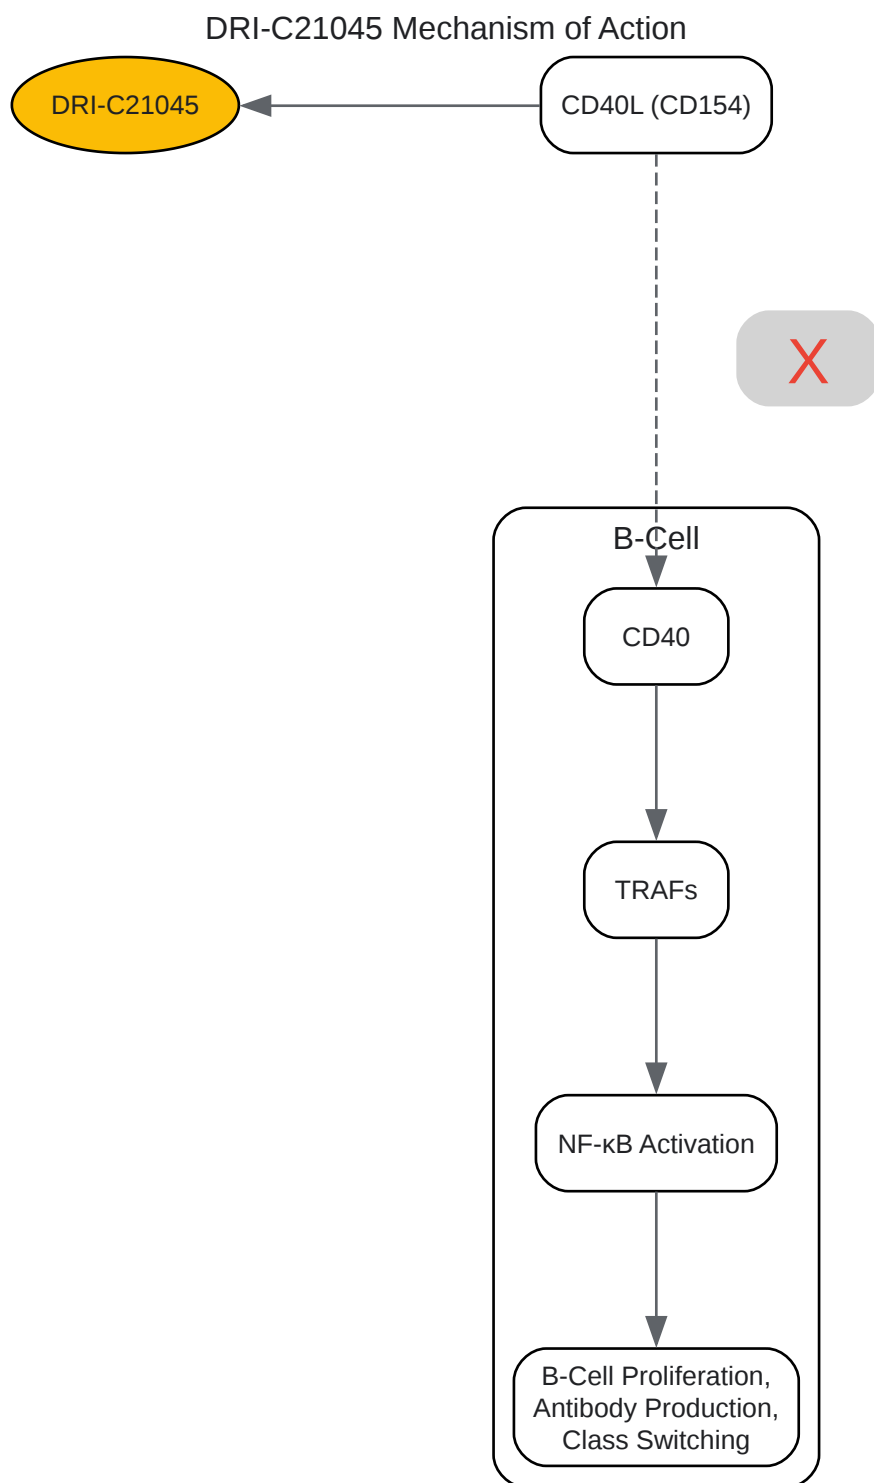 DRI-C21045 Mechanism of Action
DRI-C21045
CD40L (CD154)
X
B-Cell
CD40
TRAFs
NF-κB Activation
B-Cell Proliferation,
Antibody Production,
Class Switching